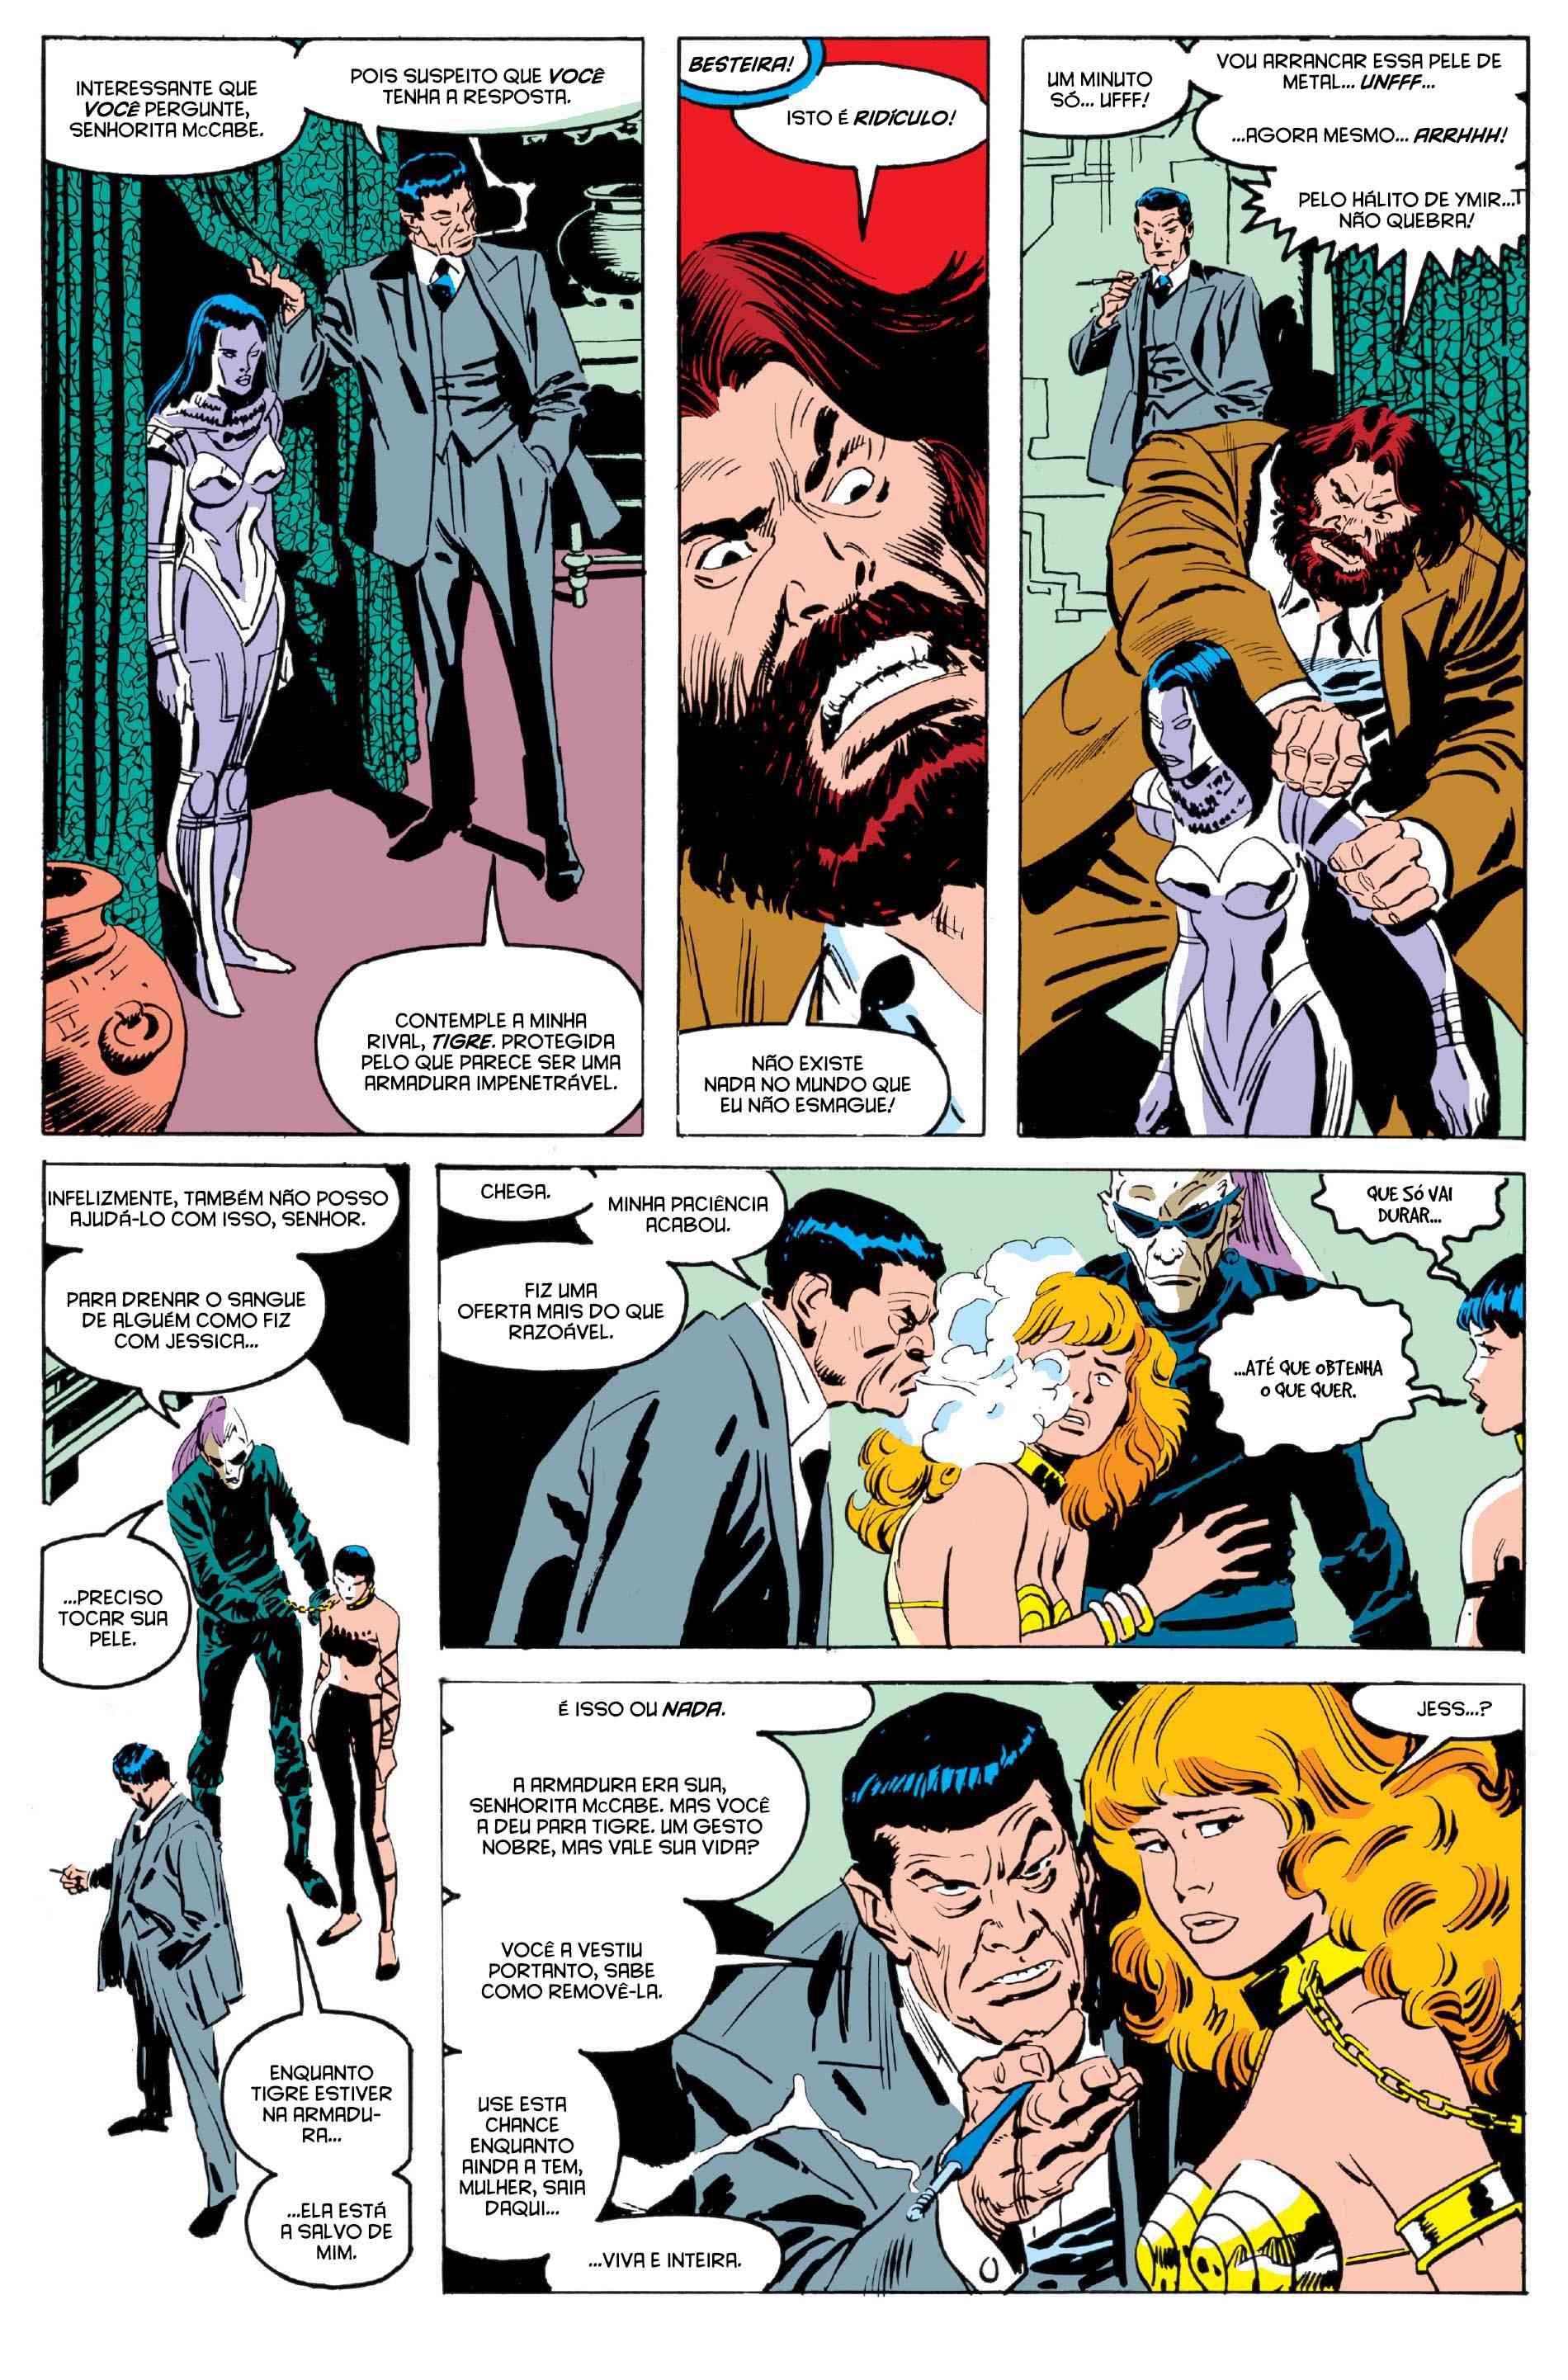 INTERESSANTE QUE
VOCÊ PERGUNTE,
SENHORITA McCABE.
POIS SUSPEITO QUE VOCÊ
TENHA A RESPOSTA.
CONTEMPLE A MINHA
RIVAL, TIGRE. PROTEGIDA
PELO QUE PARECE SER UMA
ARMADURA IMPENETRÁVEL.
BESTEIRA!
ISTO É RIDÍCULO!
NÃO EXISTE
NADA NO MUNDO QUE
EU NÃO ESMAGUE!
UM MINUTO
SÓ... UFFF!
VOU ARRANCAR ESSA PELE DE
METAL... UNFFF...
...AGORA MESMO... ARRHHH!
PELO HÁLITO DE YMIR...
NÃO QUEBRA!
INFELIZMENTE, TAMBÉM NÃO POSSO
AJUDÁ-LO COM ISSO, SENHOR.
PARA DRENAR O SANGUE
DE ALGUÉM COMO FIZ
COM JESSICA...
...PRECISO
TOCAR SUA
PELE.
ENQUANTO
TIGRE ESTIVER
NA ARMADU-
RA...
...ELA ESTÁ
A SALVO DE
MIM.
CHEGA.
MINHA PACIÊNCIA
ACABOU.
FIZ UMA
OFERTA MAIS DO QUE
RAZOÁVEL.
QUE SÓ VAI
DURAR...
...ATÉ QUE OBTENHA
O QUE QUER.
É ISSO OU NADA.
A ARMADURA ERA SUA,
SENHORITA McCABE. MAS VOCÊ
A DEU PARA TIGRE. UM GESTO
NOBRE, MAS VALE SUA VIDA?
VOCÊ A VESTIU
PORTANTO, SABE
COMO REMOVÊ-LA.
USE ESTA
CHANCE
ENQUANTO
AINDA A TEM,
MULHER, SAIA
DAQUI...
...VIVA E INTEIRA.
JESS...?